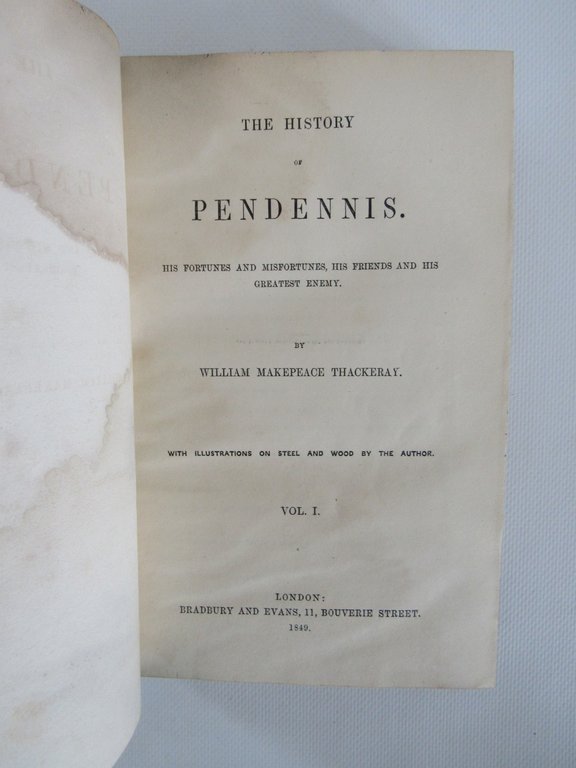 THE HISTORY
OF
PENDENNIS.
HIS FORTUNES AND MISFORTUNES, HIS FRIENDS AND HIS
GREATEST ENEMY.
BY
WILLIAM MAKEPEACE THACKERAY.
WITH ILLUSTRATIONS ON STEEL AND WOOD BY THE AUTHOR.
VOL. I.
LONDON:
BRADBURY AND EVANS, 11, BOUVERIE STREET.
1849.